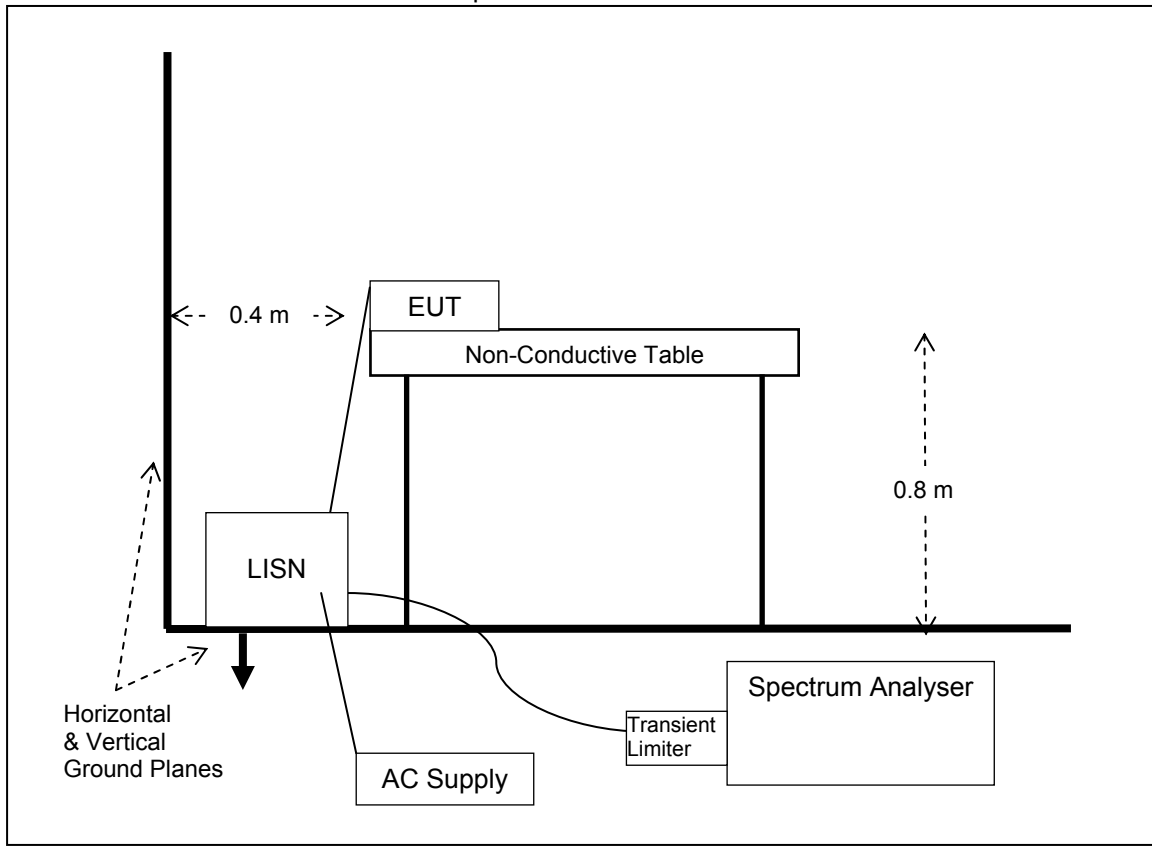 EUT
0.4 m
Non-Conductive Table
0.8 m
LISN
Spectrum Analyser
Horizontal
& Vertical
Ground Planes
Transient
Limiter
AC Supply